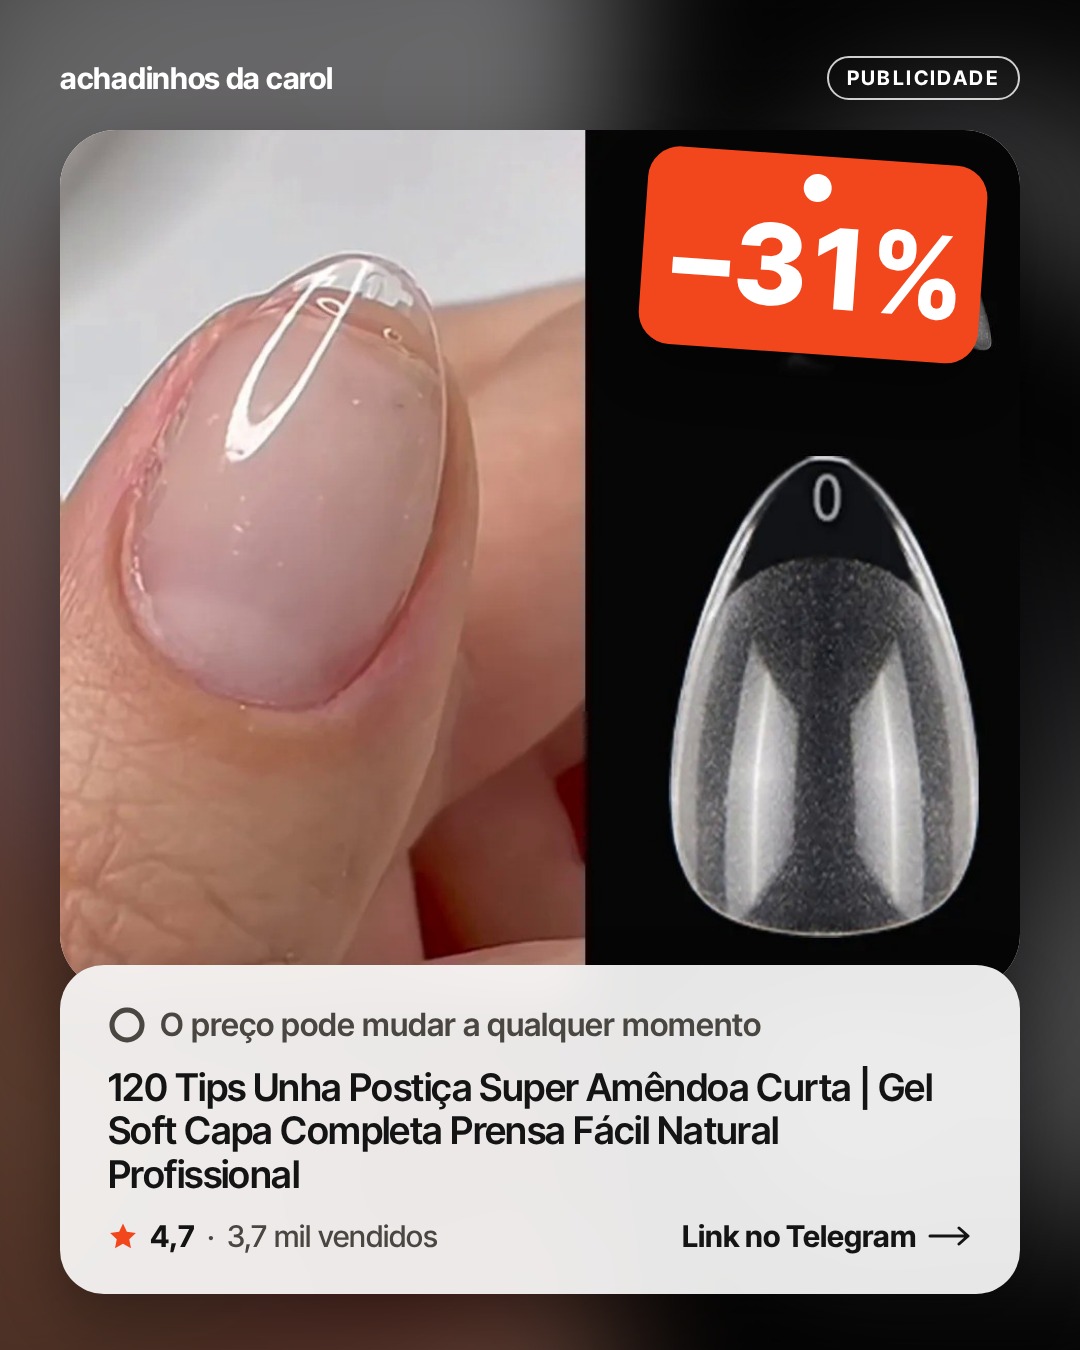 achadinhos da carol
PUBLICIDADE
-31%
0
O preço pode mudar a qualquer momento
120 Tips Unha Postiça Super Amêndoa Curta | Gel
Soft Capa Completa Prensa Fácil Natural
Profissional
4,7 · 3,7 mil vendidos
Link no Telegram →